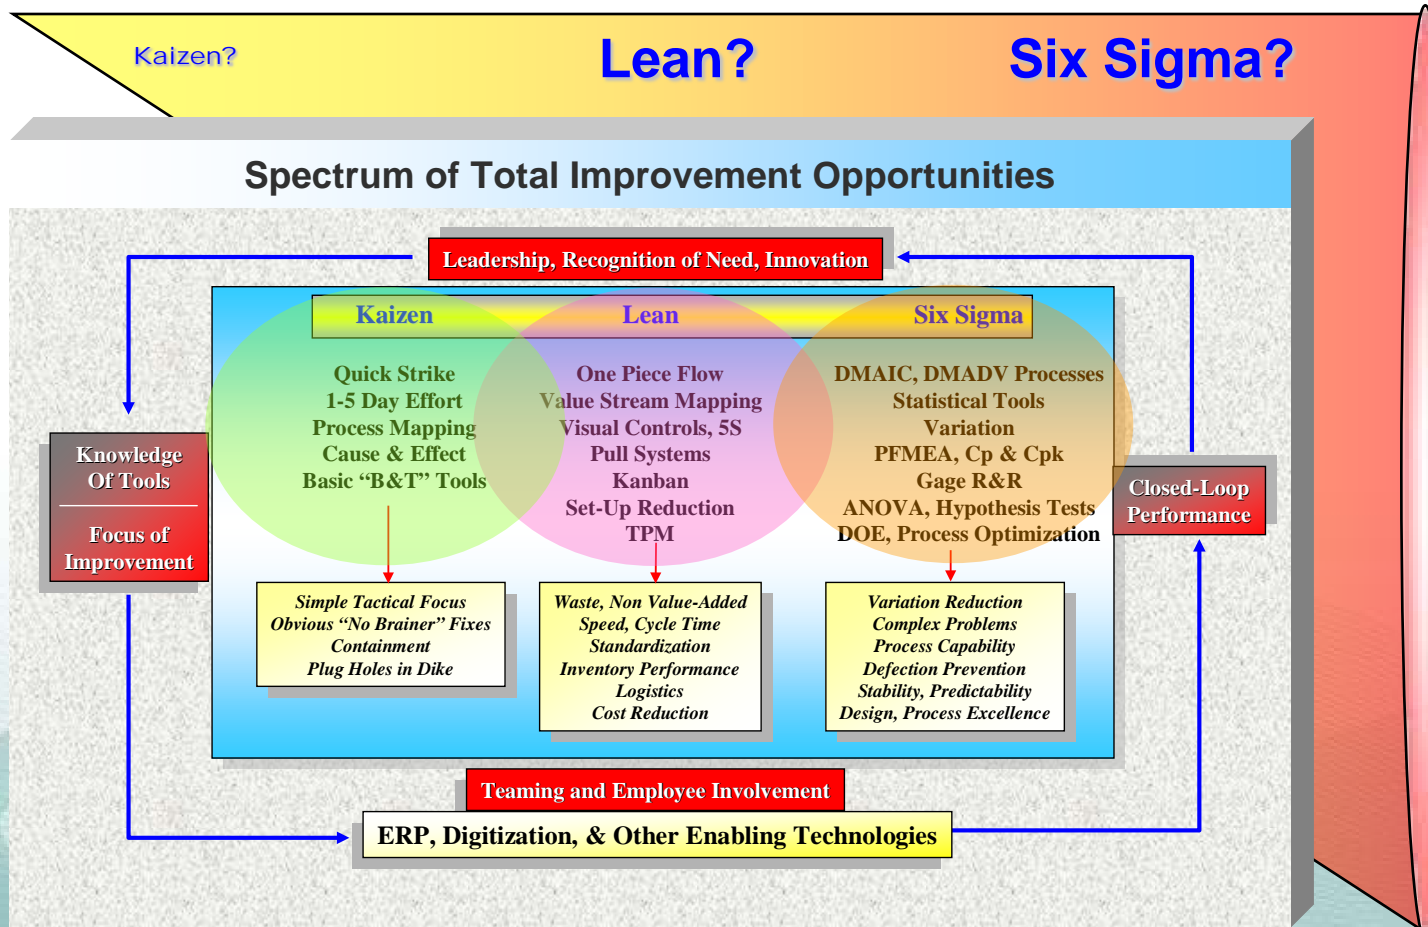 Kaizen?
Lean?
Six Sigma?
Spectrum of Total Improvement Opportunities
Leadership, Recognition of Need, Innovation
Kaizen
Quick Strike
1-5 Day Effort
Process Mapping
Cause & Effect
Basic “B&T” Tools
Lean
One Piece Flow
Value Stream Mapping
Visual Controls, 5S
Pull Systems
Kanban
Set-Up Reduction
TPM
Six Sigma
DMAIC, DMADV Processes
Statistical Tools
Variation
PFMEA, Cp & Cpk
Gage R&R
ANOVA, Hypothesis Tests
DOE, Process Optimization
Knowledge
Of Tools
Focus of
Improvement
Closed-Loop
Performance
Simple Tactical Focus
Obvious “No Brainer” Fixes
Containment
Plug Holes in Dike
Waste, Non Value-Added
Speed, Cycle Time
Standardization
Inventory Performance
Logistics
Cost Reduction
Variation Reduction
Complex Problems
Process Capability
Defection Prevention
Stability, Predictability
Design, Process Excellence
Teaming and Employee Involvement
ERP, Digitization, & Other Enabling Technologies